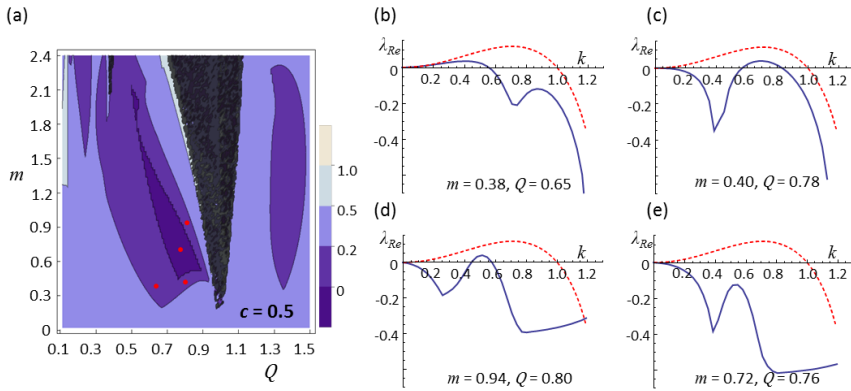 (a)
2.4
2.1
1.8
1.5
m
1.2
0.9
0.6
0.3
0
0.1 0.3 0.5 0.7 0.9 1.1 1.3 1.5
Q
c = 0.5
1.0
0.5
0.2
0
(b)
λRe
k
0
0.2 0.4 0.6 0.8 1.0 1.2
-0.2
-0.4
m = 0.38, Q = 0.65
(c)
λRe
k
0
0.2 0.4 0.6 0.8 1.0 1.2
-0.2
-0.4
m = 0.40, Q = 0.78
(d)
λRe
k
0
0.2 0.4 0.6 0.8 1.0 1.2
-0.2
-0.4
m = 0.94, Q = 0.80
(e)
λRe
k
0
0.2 0.4 0.6 0.8 1.0 1.2
-0.2
-0.4
m = 0.72, Q = 0.76